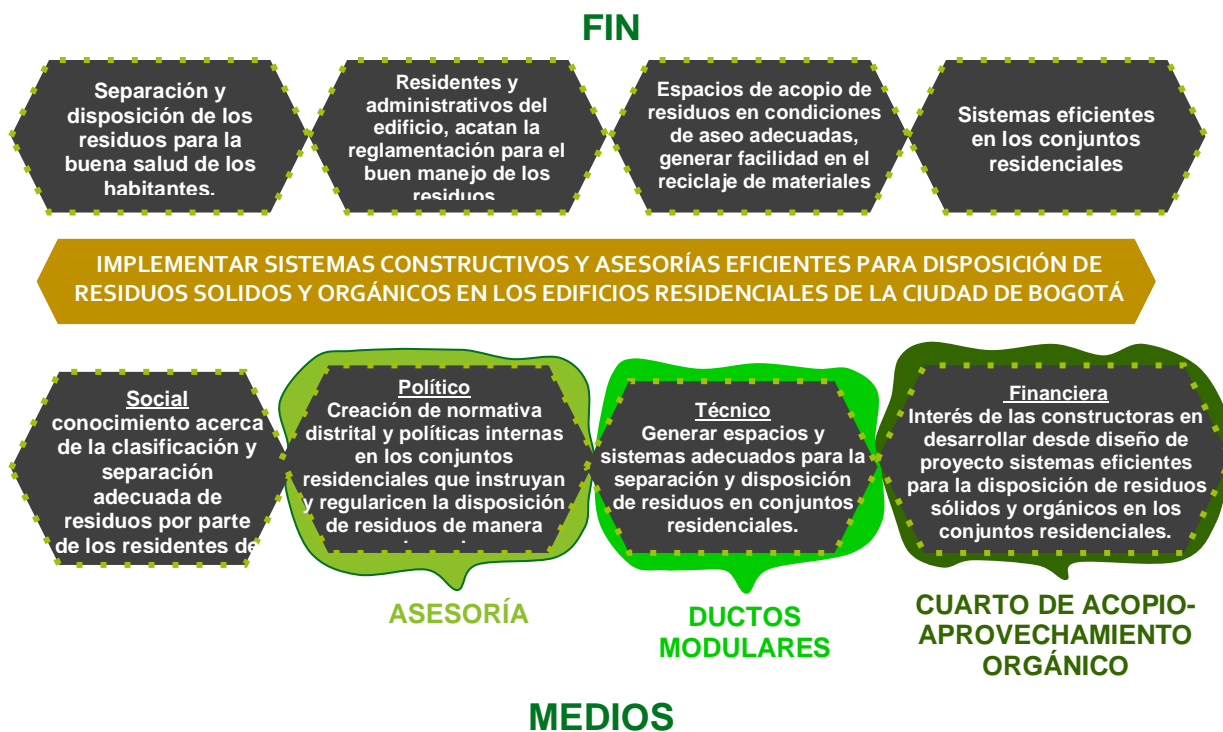 FIN
Separación y
disposición de los
residuos para la
buena salud de los
habitantes.
Residentes y
administrativos del
edificio, acatan la
reglamentación para el
buen manejo de los
residuos
Espacios de acopio de
residuos en condiciones
de aseo adecuadas,
generar facilidad en el
reciclaje de materiales
Sistemas eficientes
en los conjuntos
residenciales
IMPLEMENTAR SISTEMAS CONSTRUCTIVOS Y ASESORÍAS EFICIENTES PARA DISPOSICIÓN DE
RESIDUOS SOLIDOS Y ORGÁNICOS EN LOS EDIFICIOS RESIDENCIALES DE LA CIUDAD DE BOGOTÁ
Social
conocimiento acerca
de la clasificación y
separación
adecuada de
residuos por parte
de los residentes de
Político
Creación de normativa
distrital y políticas internas
en los conjuntos
residenciales que instruyan
y regularicen la disposición
de residuos de manera
Técnico
Generar espacios y
sistemas adecuados para la
separación y disposición
de residuos en conjuntos
residenciales.
Financiera
Interés de las constructoras en
desarrollar desde diseño de
proyecto sistemas eficientes
para la disposición de residuos
sólidos y orgánicos en los
conjuntos residenciales.
ASESORÍA
DUCTOS
MODULARES
CUARTO DE ACOPIO-
APROVECHAMIENTO
ORGÁNICO
MEDIOS